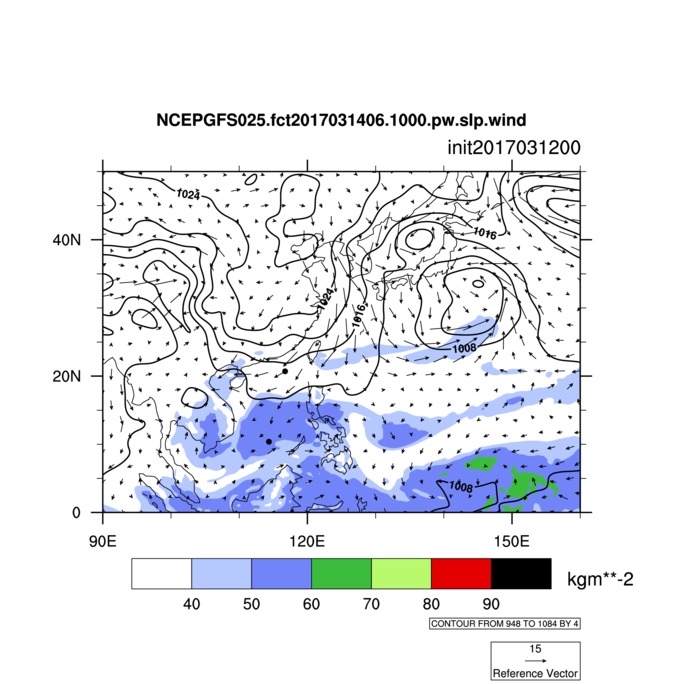 NCEPGFS025.fct2017031406.1000.pw.slp.wind
init2017031200
1024
1016
40N
1024
1016
1008
20N
1008
0
90E 120E 150E
40 50 60 70 80 90
kgm**-2
CONTOUR FROM 948 TO 1084 BY 4
15
Reference Vector